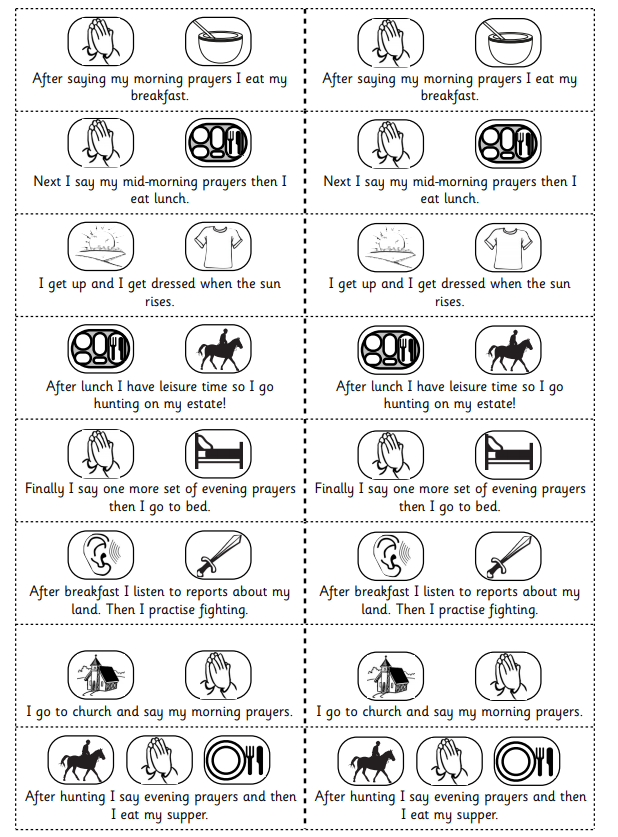 After saying my morning prayers I eat my
breakfast.
After saying my morning prayers I eat my
breakfast.
Next I say my mid-morning prayers then I
eat lunch.
Next I say my mid-morning prayers then I
eat lunch.
I get up and I get dressed when the sun
rises.
I get up and I get dressed when the sun
rises.
After lunch I have leisure time so I go
hunting on my estate!
After lunch I have leisure time so I go
hunting on my estate!
Finally I say one more set of evening prayers
then I go to bed.
Finally I say one more set of evening prayers
then I go to bed.
After breakfast I listen to reports about my
land. Then I practise fighting.
After breakfast I listen to reports about my
land. Then I practise fighting.
I go to church and say my morning prayers.
I go to church and say my morning prayers.
After hunting I say evening prayers and then
I eat my supper.
After hunting I say evening prayers and then
I eat my supper.